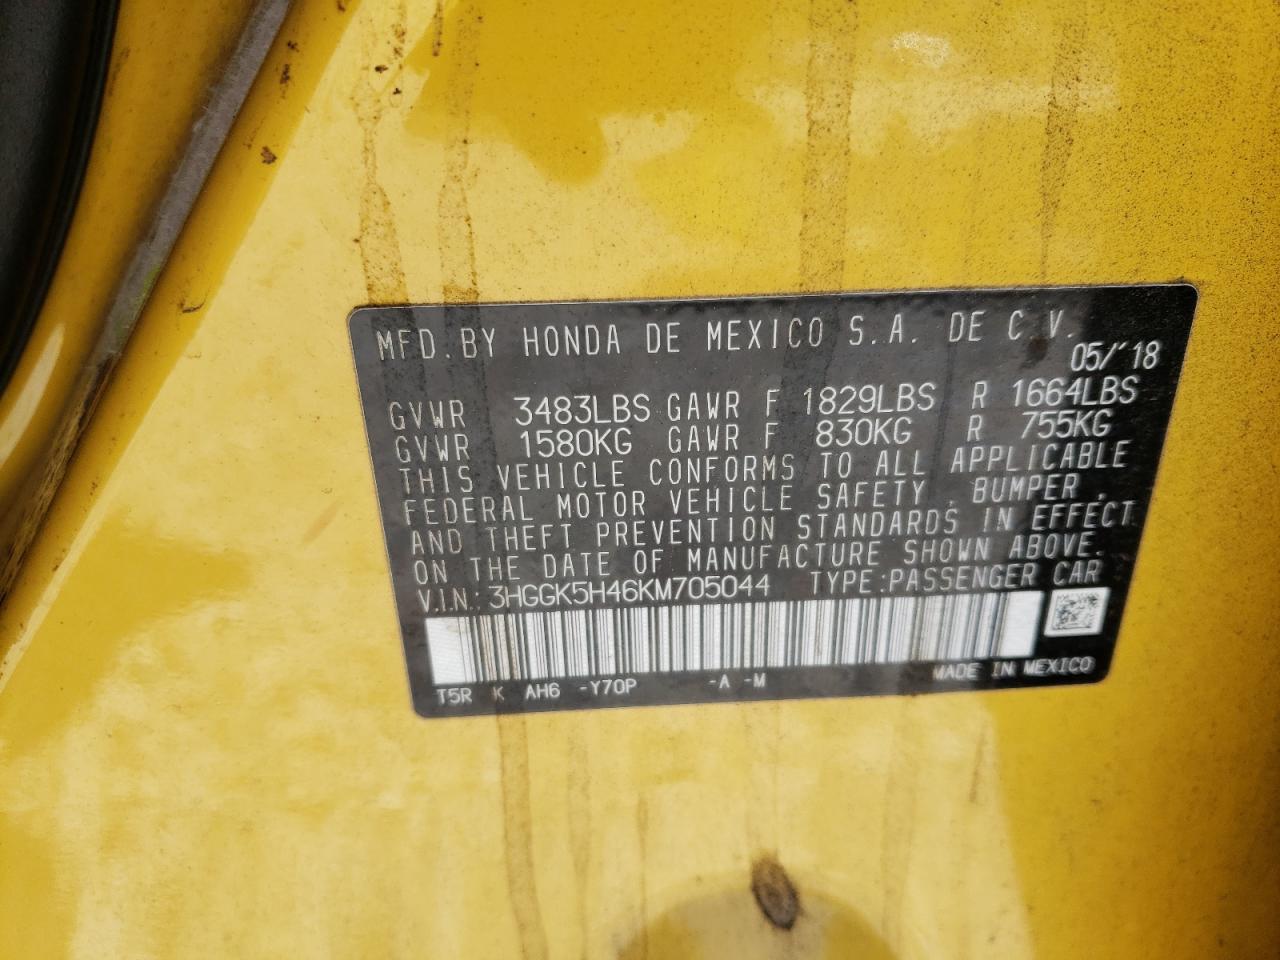 MFD. BY HONDA DE MEXICO S.A. DE C.V.
05/'18
GVWR 3483LBS GAWR F 1829LBS R 1664LBS
GVWR 1580KG GAWR F 830KG R 755KG
THIS VEHICLE CONFORMS TO ALL APPLICABLE
FEDERAL MOTOR VEHICLE SAFETY, BUMPER,
AND THEFT PREVENTION STANDARDS IN EFFECT
ON THE DATE OF MANUFACTURE SHOWN ABOVE.
V.I.N.: 3HGGK5H46KM705044 TYPE:PASSENGER CAR
T5R K AH6 -Y70P -A -M MADE IN MEXICO